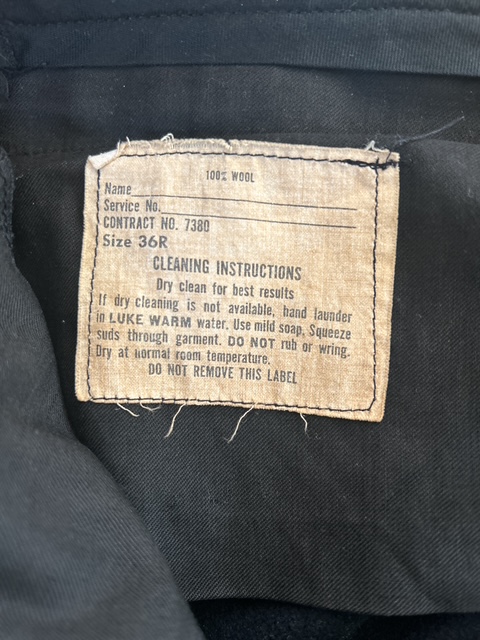 100% WOOL
Name
Service No.
CONTRACT NO. 7380
Size 36R
CLEANING INSTRUCTIONS
Dry clean for best results
If dry cleaning is not available, hand launder
in LUKE WARM water. Use mild soap, Squeeze
suds through garment. DO NOT rub or wring.
Dry at normal room temperature.
DO NOT REMOVE THIS LABEL